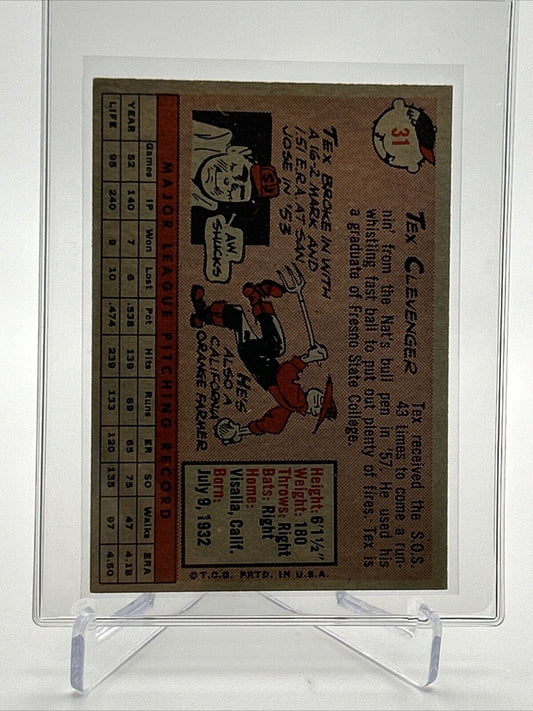 31
TEX CLEVENGER
Tex received the S.O.S.
43 times to come a run-
nin' from the Nat's bull pen in '57. He used his
whistling fast ball to put out plenty of fires. Tex is
a graduate of Fresno State College.
TEX BROKE IN WITH
A 16-2 MARK AND
1.51 ERA AT SAN
JOSE IN '53
SJ
AW, SHUCKS
HE'S
ALSO A
CALIFORNIA
ORANGE FARMER
Height: 6'1½"
Weight: 180
Throws: Right
Bats: Right
Home:
Visalia, Calif.
Born:
July 9, 1932
MAJOR LEAGUE PITCHING RECORD
Games IP Won Lost Pct Hits Runs ER SO Walks ERA
YEAR 52 140 7 6 .538 139 69 65 75 47 4.18
LIFE 95 240 9 10 .474 239 133 120 135 97 4.50
© T.C.G. PRTD. IN U.S.A.